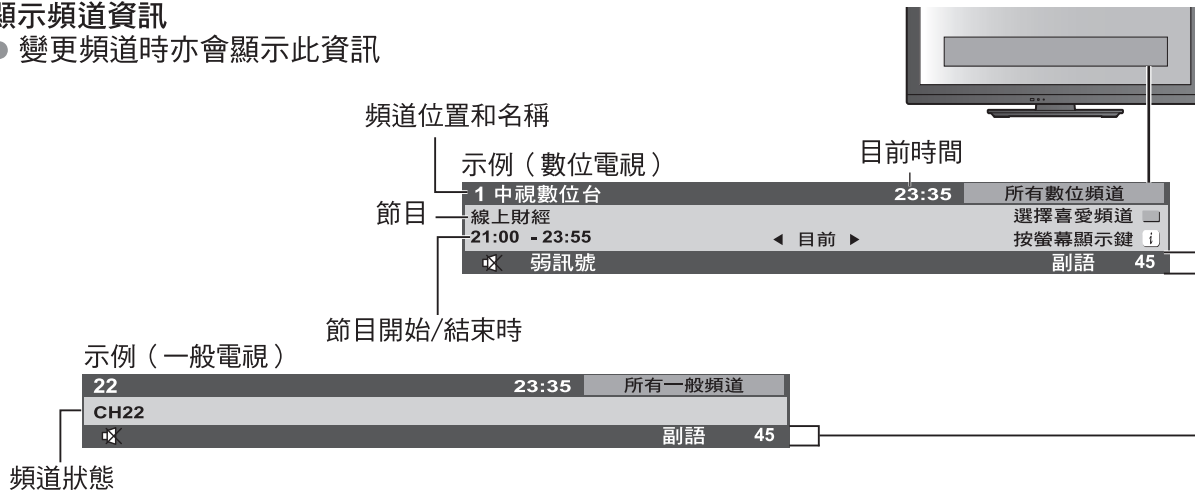 顯示頻道資訊
● 變更頻道時亦會顯示此資訊
頻道位置和名稱
示例（數位電視）
目前時間
1 中視數位台 23:35 所有數位頻道
節目
線上財經 選擇喜愛頻道
21:00 - 23:55 ◀ 目前 ▶ 按螢幕顯示鍵 i
弱訊號 副語 45
節目開始/結束時
示例（一般電視）
22 23:35 所有一般頻道
CH22
副語 45
頻道狀態